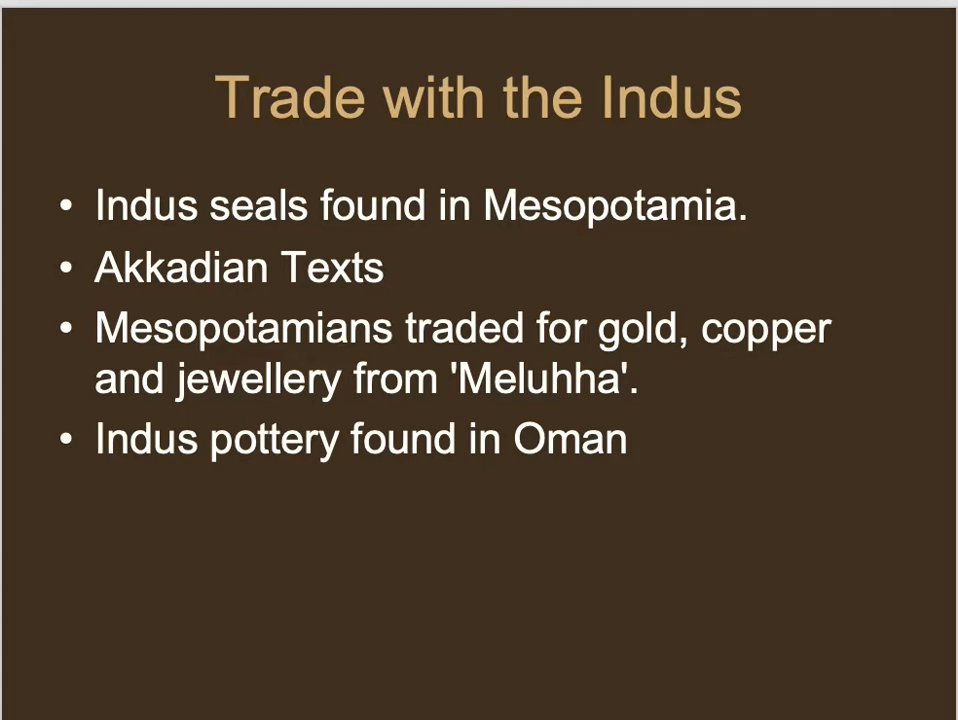 Trade with the Indus
• Indus seals found in Mesopotamia.
• Akkadian Texts
• Mesopotamians traded for gold, copper
and jewellery from 'Meluhha'.
• Indus pottery found in Oman